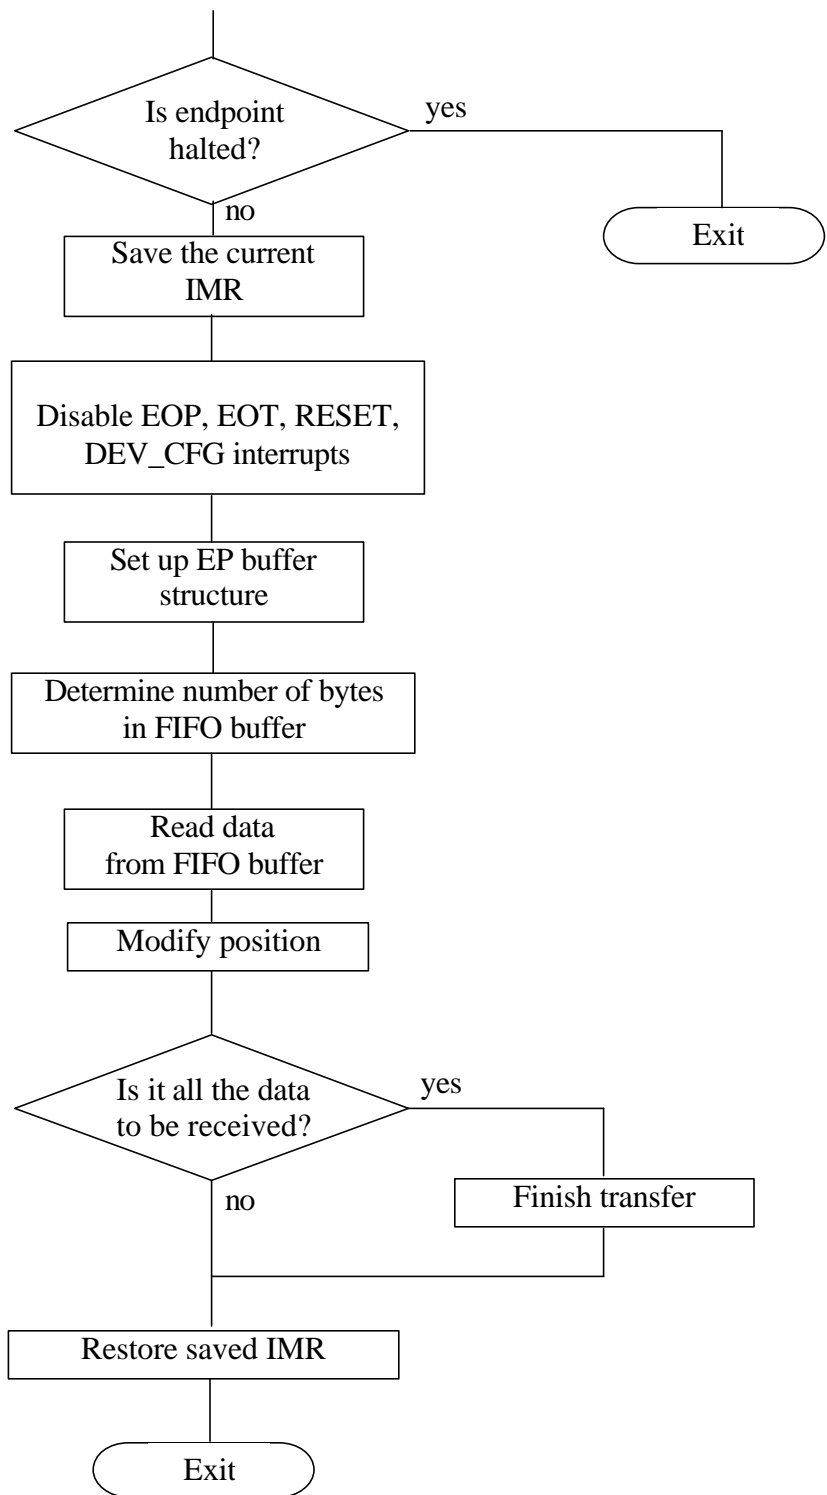 Is endpoint
halted?
yes
no
Exit
Save the current
IMR
Disable EOP, EOT, RESET,
DEV_CFG interrupts
Set up EP buffer
structure
Determine number of bytes
in FIFO buffer
Read data
from FIFO buffer
Modify position
Is it all the data
to be received?
yes
no
Finish transfer
Restore saved IMR
Exit